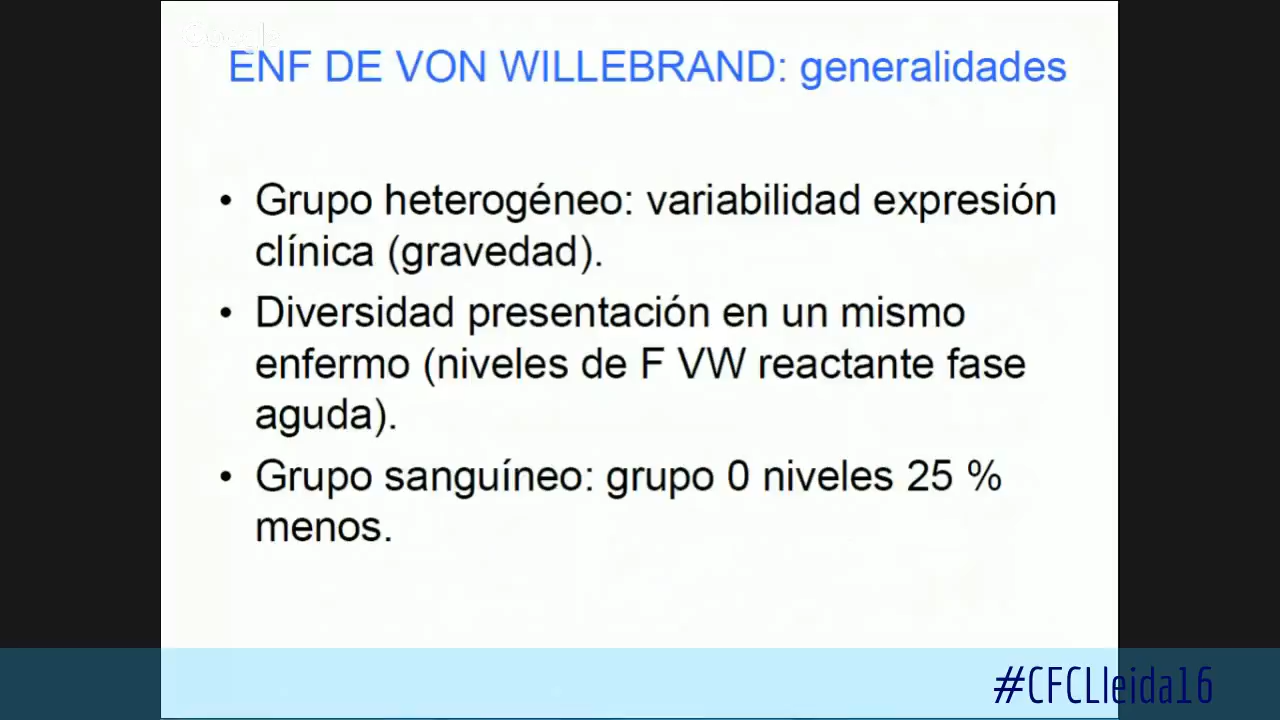 Google
ENF DE VON WILLEBRAND: generalidades
• Grupo heterogéneo: variabilidad expresión
clínica (gravedad).
• Diversidad presentación en un mismo
enfermo (niveles de F VW reactante fase
aguda).
• Grupo sanguíneo: grupo 0 niveles 25 %
menos.
#CFCLleida16